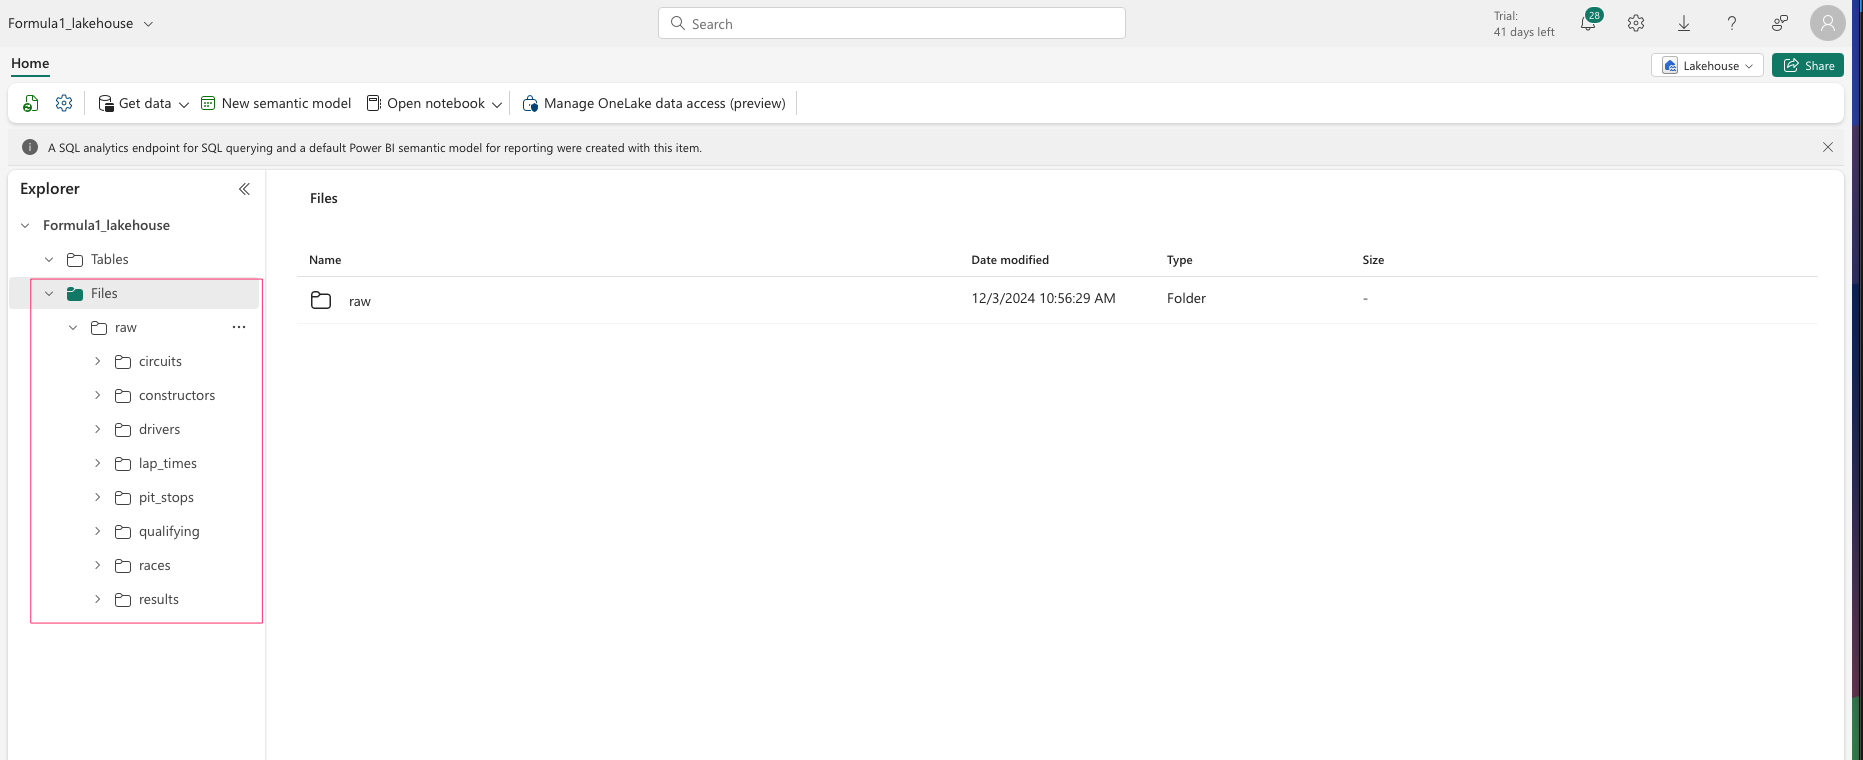 Formula1_lakehouse
Search
Trial:
41 days left
28
Home
Lakehouse
Share
Get data
New semantic model
Open notebook
Manage OneLake data access (preview)
A SQL analytics endpoint for SQL querying and a default Power BI semantic model for reporting were created with this item.
Explorer
Formula1_lakehouse
Tables
Files
raw
circuits
constructors
drivers
lap_times
pit_stops
qualifying
races
results
Files
Name Date modified Type Size
raw 12/3/2024 10:56:29 AM Folder -